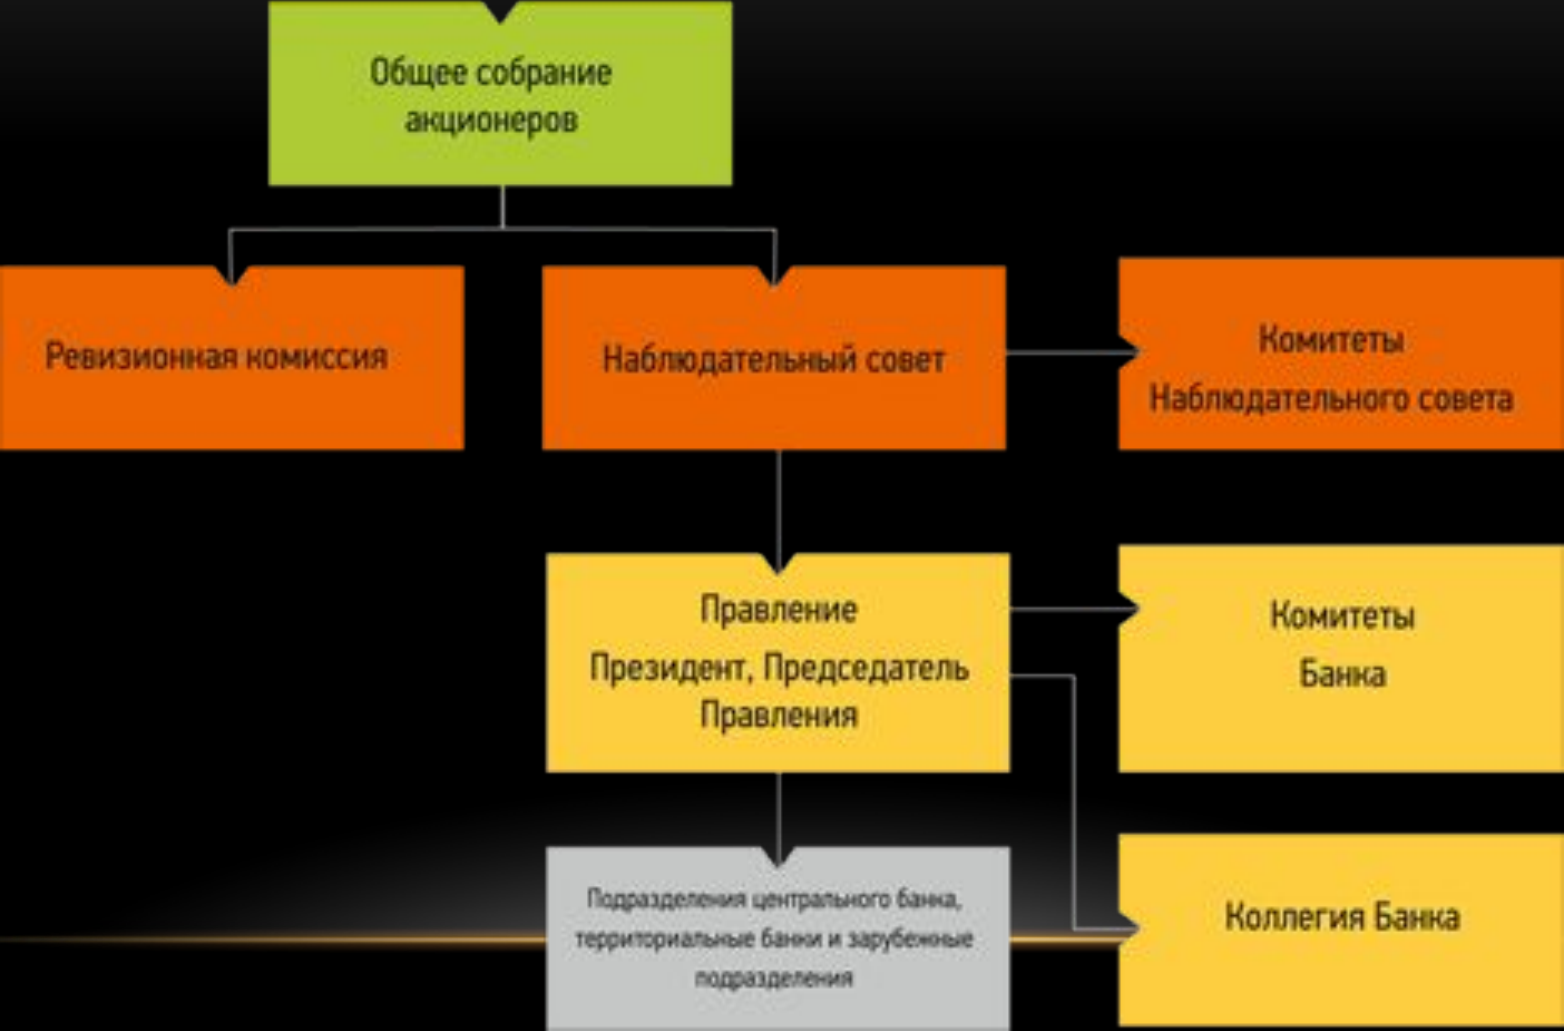 Общее собрание
акционеров
Ревизионная комиссия
Наблюдательный совет
Комитеты
Наблюдательного совета
Правление
Президент, Председатель
Правления
Комитеты
Банка
Подразделения центрального банка,
территориальные банки и зарубежные
подразделения
Коллегия Банка